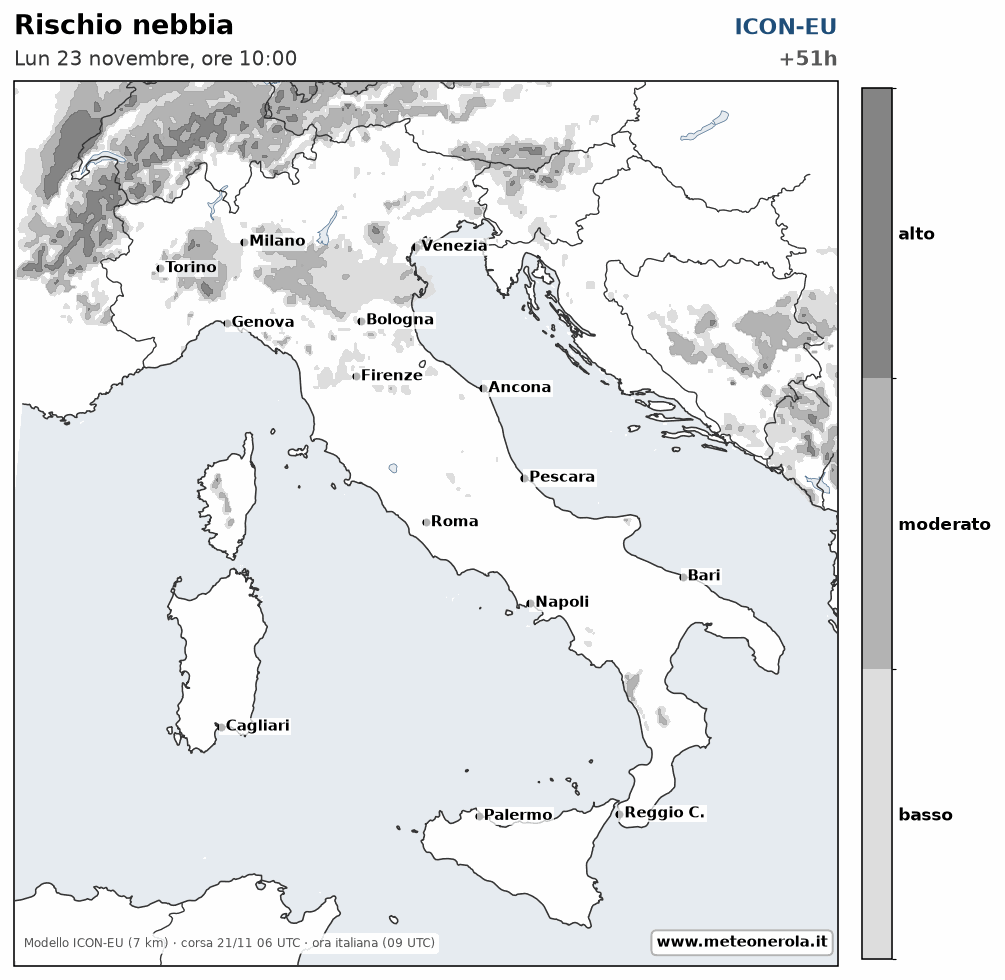 Rischio nebbia
ICON-EU
Lun 23 novembre, ore 10:00
+51h
alto
Milano
Venezia
Torino
Bologna
Genova
Firenze
Ancona
Pescara
Roma
moderato
Bari
Napoli
Cagliari
Palermo
Reggio C.
basso
Modello ICON-EU (7 km) · corsa 21/11 06 UTC · ora italiana (09 UTC)
www.meteonerola.it